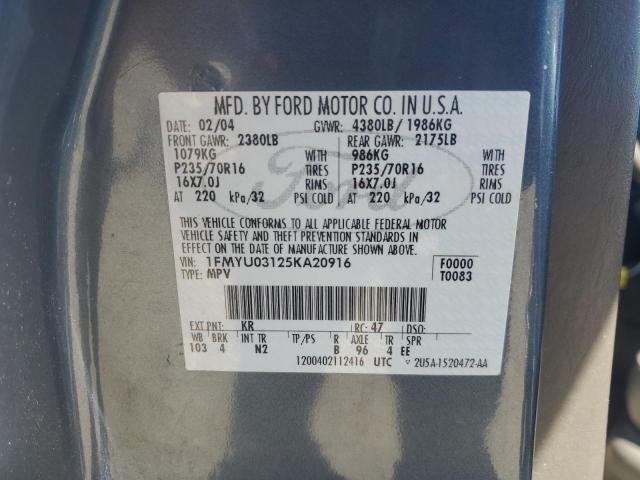 MFD. BY FORD MOTOR CO. IN U.S.A.
DATE: 02/04 GVWR: 4380LB/ 1986KG
FRONT GAWR: 2380LB REAR GAWR: 2175LB
1079KG WITH 986KG WITH
P235/70R16 TIRES P235/70R16 TIRES
16X7.0J RIMS 16X7.0J RIMS
AT 220 kPa/32 PSI COLD AT 220 kPa/32 PSI COLD
Ford
THIS VEHICLE CONFORMS TO ALL APPLICABLE FEDERAL MOTOR
VEHICLE SAFETY AND THEFT PREVENTION STANDARDS IN
EFFECT ON THE DATE OF MANUFACTURE SHOWN ABOVE.
VIN: 1FMYU03125KA20916 F0000
TYPE: MPV T0083
EXT PNT: KR RC: 47 DSO:
WB BRK INT TR TP/PS R AXLE TR SPR
103 4 N2 B 96 4 EE
1200402112416 UTC 2U5A-1520472-AA